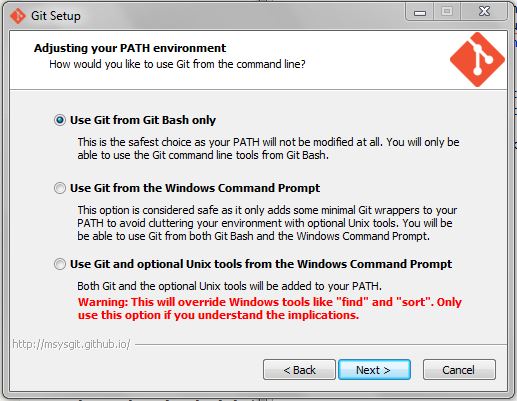 Git Setup
Adjusting your PATH environment
How would you like to use Git from the command line?
Use Git from Git Bash only
This is the safest choice as your PATH will not be modified at all. You will only
be able to use the Git command line tools from Git Bash.
Use Git from the Windows Command Prompt
This option is considered safe as it only adds some minimal Git wrappers to your
PATH to avoid cluttering your environment with optional Unix tools. You will be
be able to use Git from both Git Bash and the Windows Command Prompt.
Use Git and optional Unix tools from the Windows Command Prompt
Both Git and the optional Unix tools will be added to your PATH.
Warning: This will override Windows tools like "find" and "sort". Only
use this option if you understand the implications.
http://msysgit.github.io/
< Back Next > Cancel